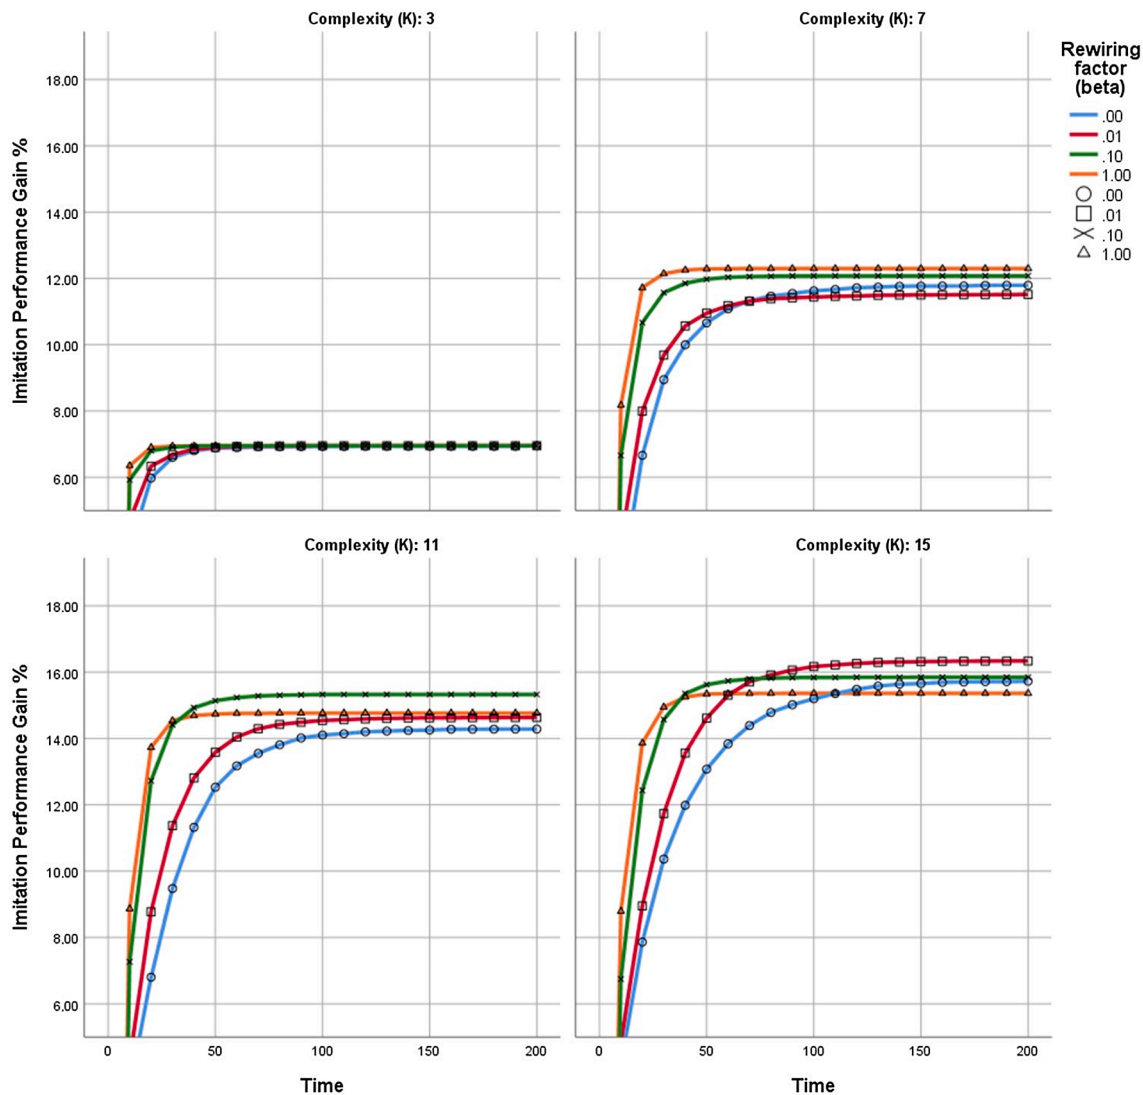 Complexity (K): 3
Complexity (K): 7
Rewiring
factor
(beta)
.00
.01
.10
1.00
.00
.01
.10
1.00
Imitation Performance Gain %
18.00
16.00
14.00
12.00
10.00
8.00
6.00
Complexity (K): 11
Complexity (K): 15
Imitation Performance Gain %
18.00
16.00
14.00
12.00
10.00
8.00
6.00
0 50 100 150 200
0 50 100 150 200
Time
Time